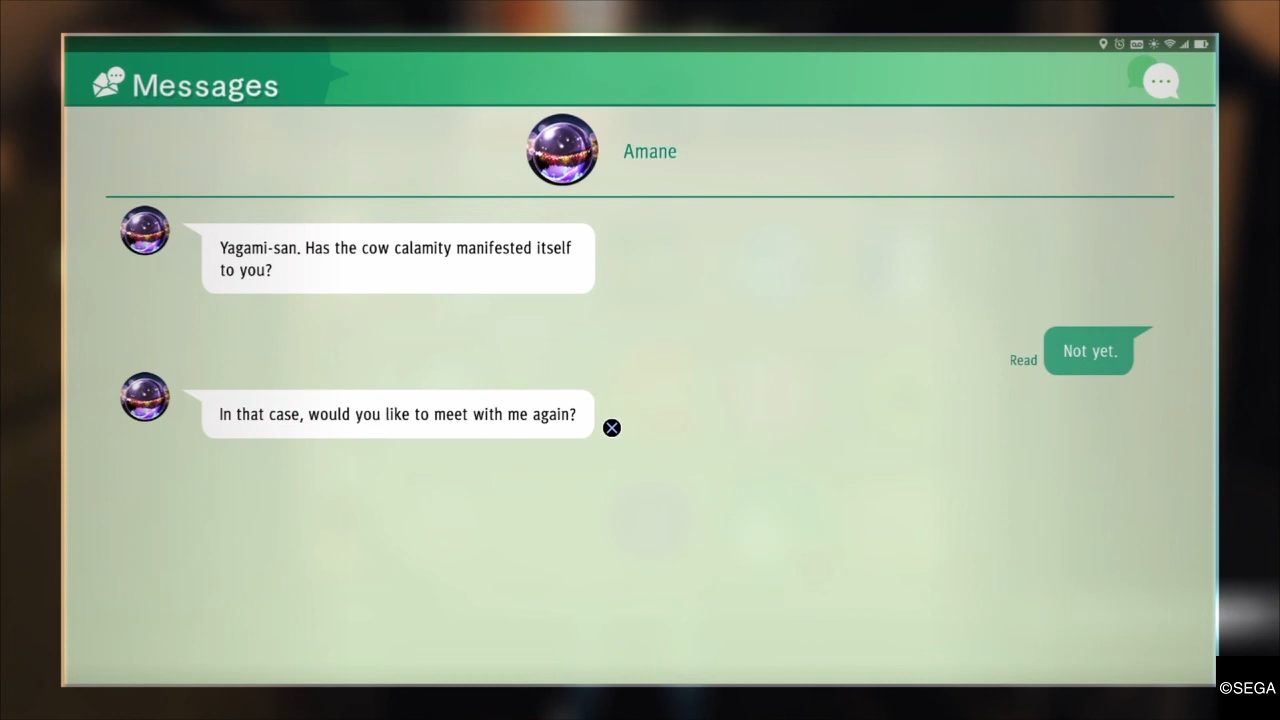 Messages
Amane
Yagami-san. Has the cow calamity manifested itself
to you?
Read
Not yet.
In that case, would you like to meet with me again?
©SEGA